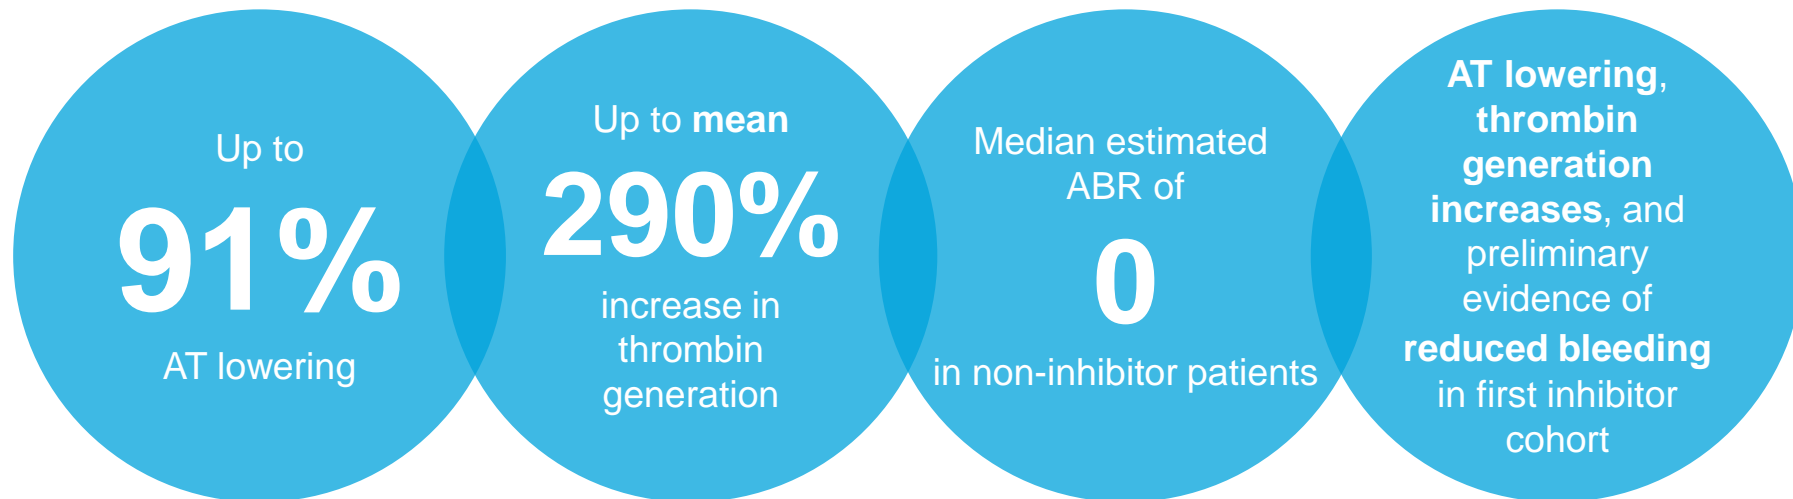 Up to
91%
AT lowering
Up to mean
290%
increase in
thrombin
generation
Median estimated
ABR of
0
in non-inhibitor patients
AT lowering,
thrombin
generation
increases, and
preliminary
evidence of
reduced bleeding
in first inhibitor
cohort